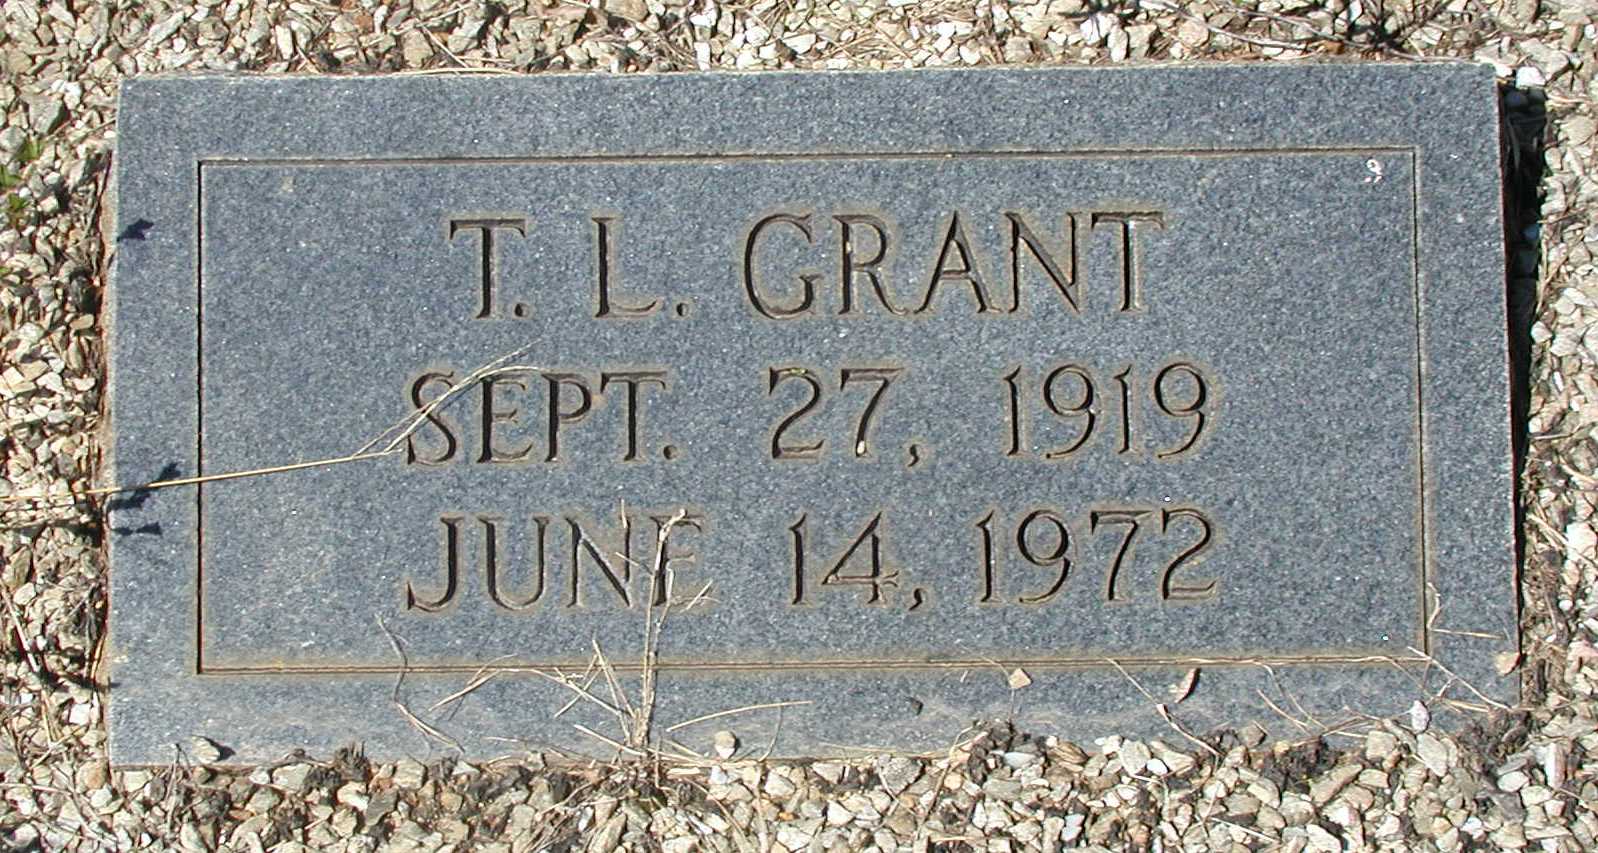 T. L. GRANT
SEPT. 27, 1919
JUNE 14, 1972